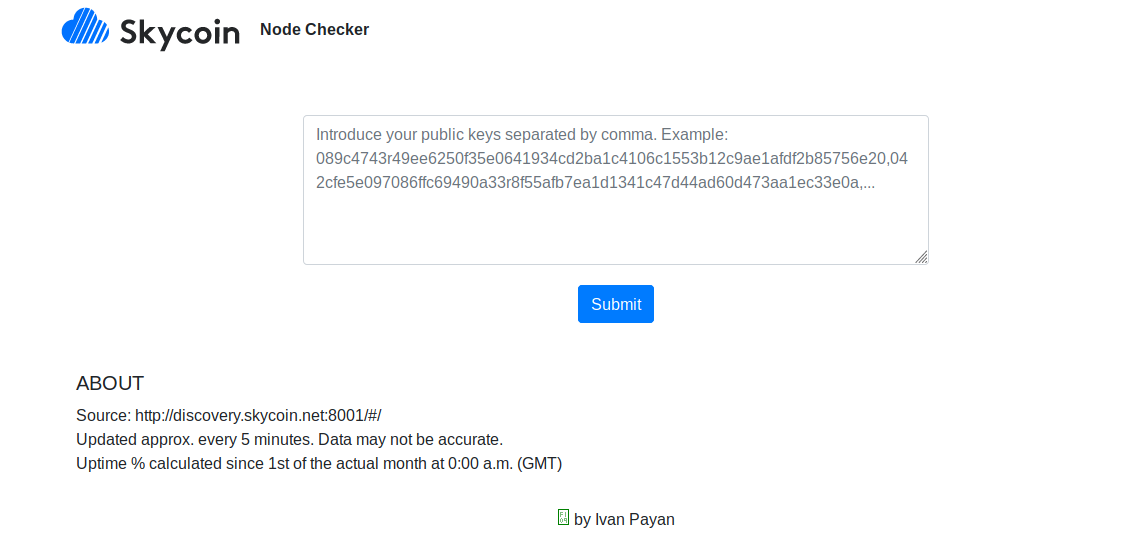 Skycoin Node Checker
Introduce your public keys separated by comma. Example:
089c4743r49ee6250f35e0641934cd2ba1c4106c1553b12c9ae1afdf2b85756e20,04
2cfe5e097086ffc69490a33r8f55afb7ea1d1341c47d44ad60d473aa1ec33e0a,...
Submit
ABOUT
Source: http://discovery.skycoin.net:8001/#/
Updated approx. every 5 minutes. Data may not be accurate.
Uptime % calculated since 1st of the actual month at 0:00 a.m. (GMT)
by Ivan Payan